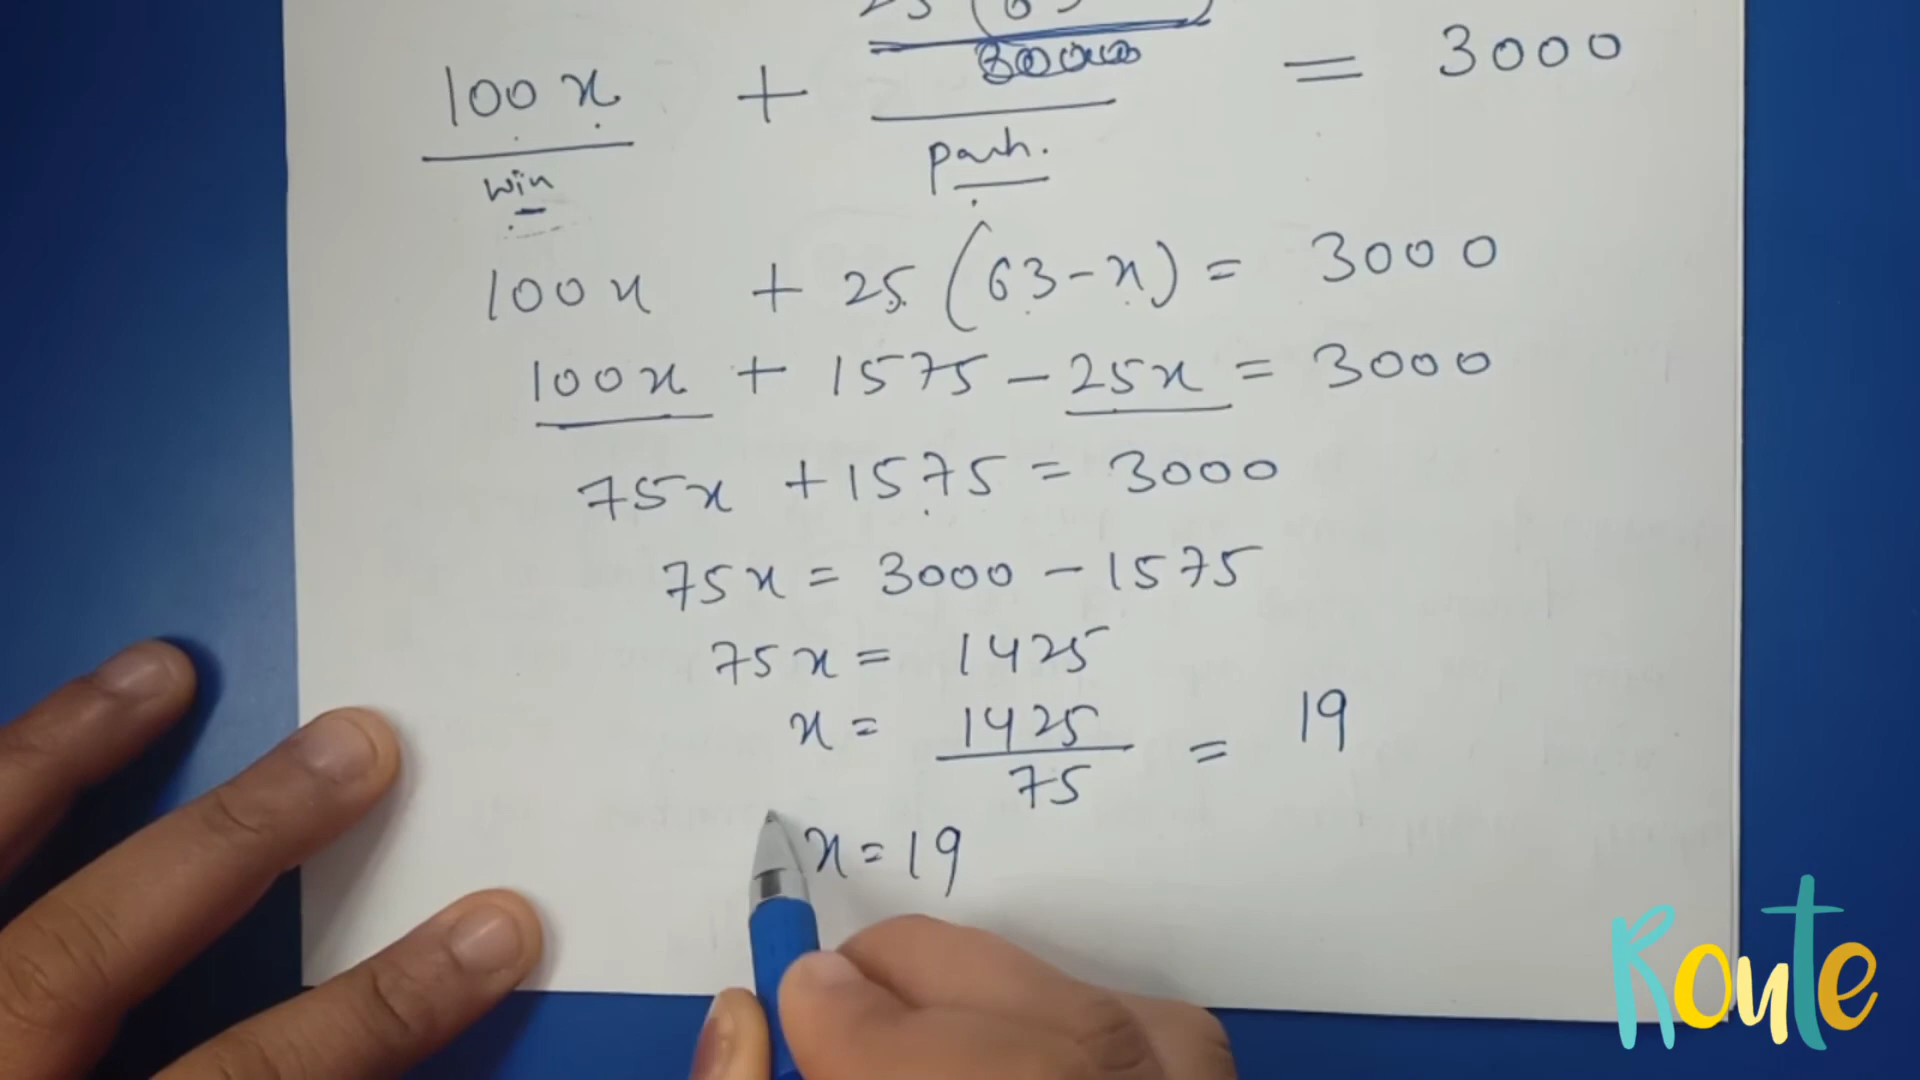 100x + 3000 = 3000
win
100x + 25 (63-x) = 3000
100x + 1575 - 25x = 3000
75x + 1575 = 3000
75x = 3000 - 1575
75x = 1425
x = 1425/75 = 19
x = 19
Route